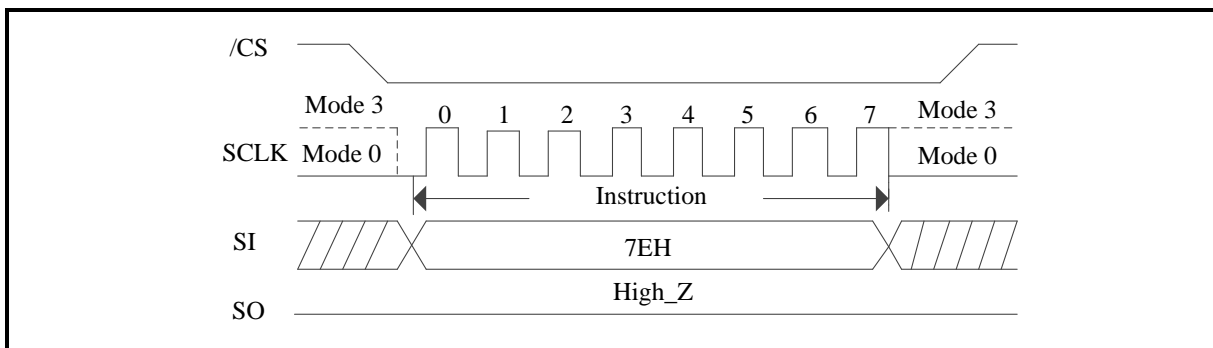 /CS
Mode 3 0 1 2 3 4 5 6 7 Mode 3
SCLK Mode 0 Mode 0
Instruction
SI 7EH
High_Z
SO